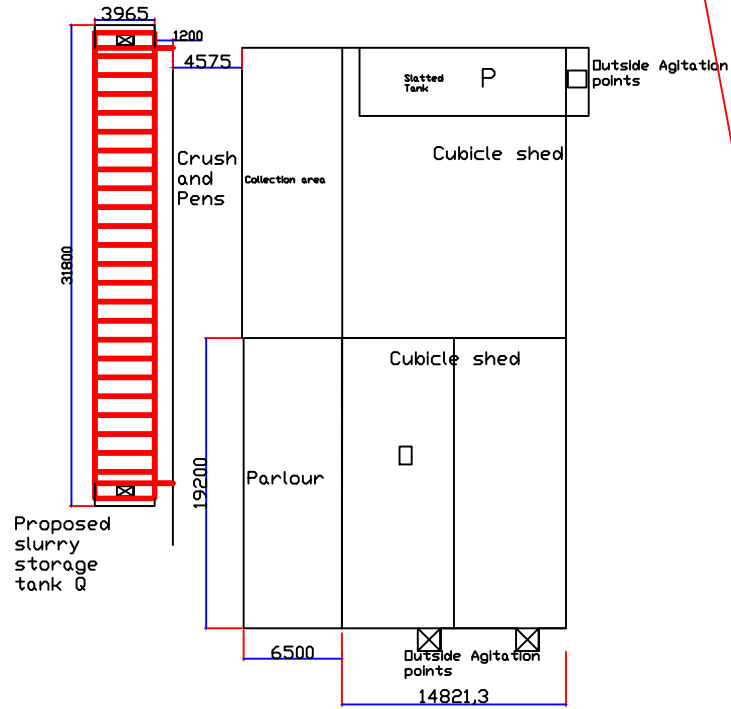 3965
1200
4575
Outside Agitation
points
Slatted
Tank
P
Cubicle shed
Crush
and
Pens
Collection area
31800
Cubicle shed
19200
Parlour
Proposed
slurry
storage
tank Q
6500
Outside Agitation
points
14821,3